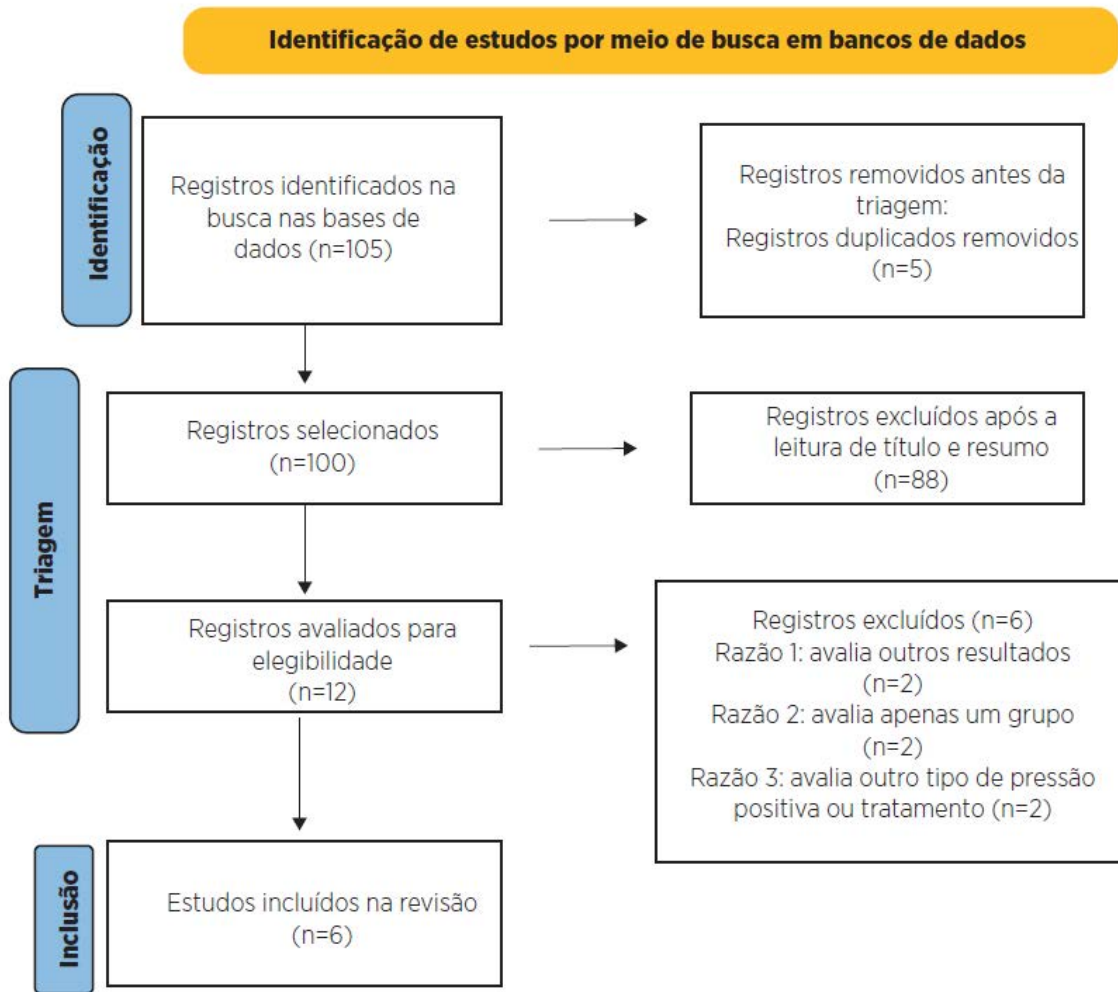 Identificação de estudos por meio de busca em bancos de dados
Identificação
Registros identificados na
busca nas bases de
dados (n=105)
Registros removidos antes da
triagem:
Registros duplicados removidos
(n=5)
Triagem
Registros selecionados
(n=100)
Registros excluídos após a
leitura de título e resumo
(n=88)
Registros avaliados para
elegibilidade
(n=12)
Registros excluídos (n=6)
Razão 1: avalia outros resultados
(n=2)
Razão 2: avalia apenas um grupo
(n=2)
Razão 3: avalia outro tipo de pressão
positiva ou tratamento (n=2)
Inclusão
Estudos incluídos na revisão
(n=6)